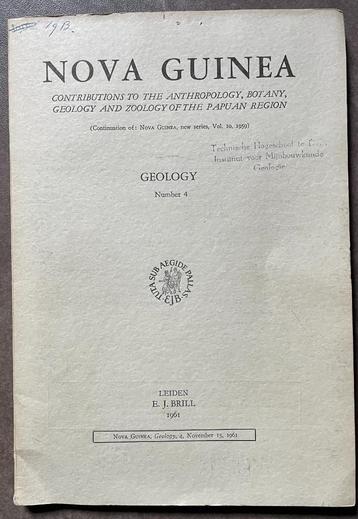 19B.
NOVA GUINEA
CONTRIBUTIONS TO THE ANTHROPOLOGY, BOTANY,
GEOLOGY AND ZOOLOGY OF THE PAPUAN REGION
(Continuation of: NOVA GUINEA, new series, Vol. 10, 1959)
Technische Hogeschool te
Instituut voor Mijnbouwkunde
Geologie
GEOLOGY
Number 4
TUTA SUB AEGIDE PALLAS
EJB
LEIDEN
E. J. BRILL
1961
NOVA GUINEA, Geology, 4, November 15, 1961